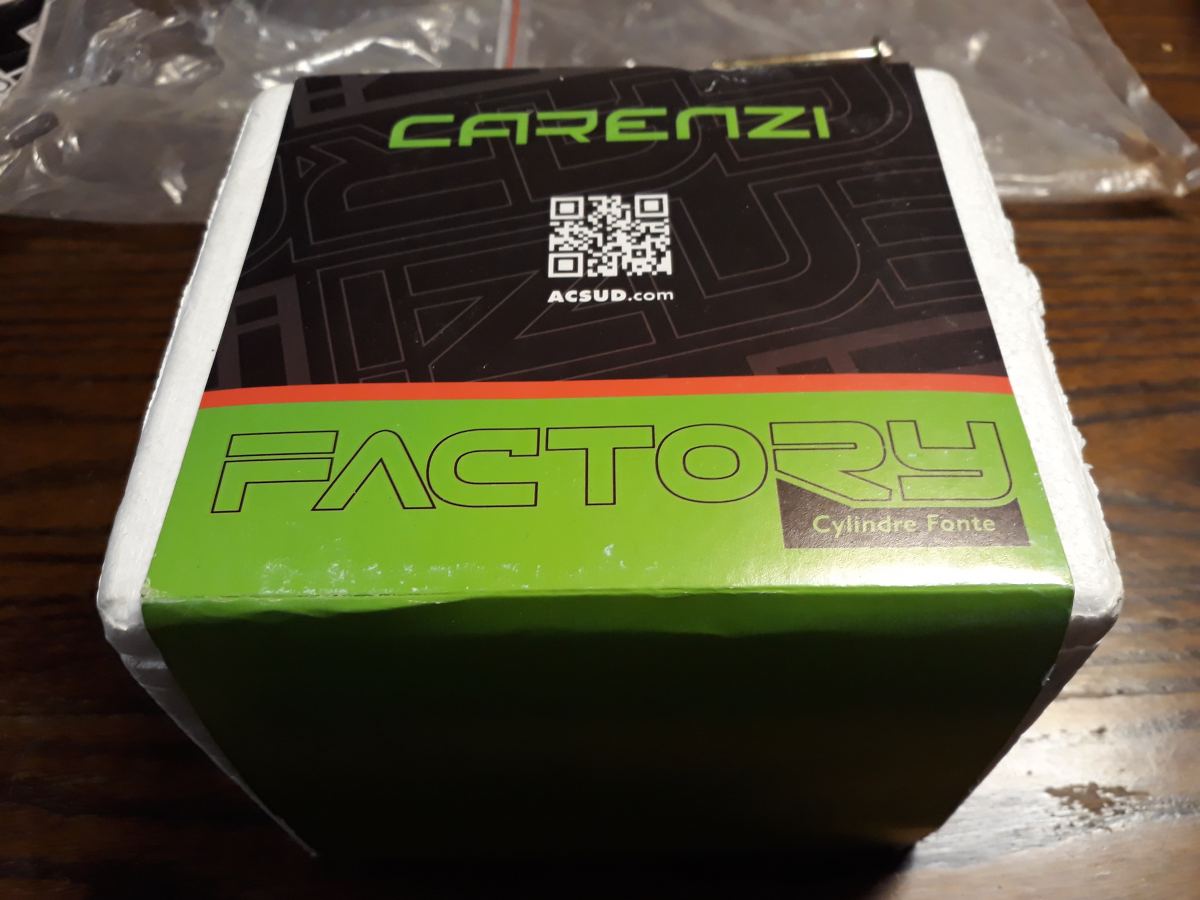 CARENZI
ACSUD.com
FACTORY
Cylindre Fonte